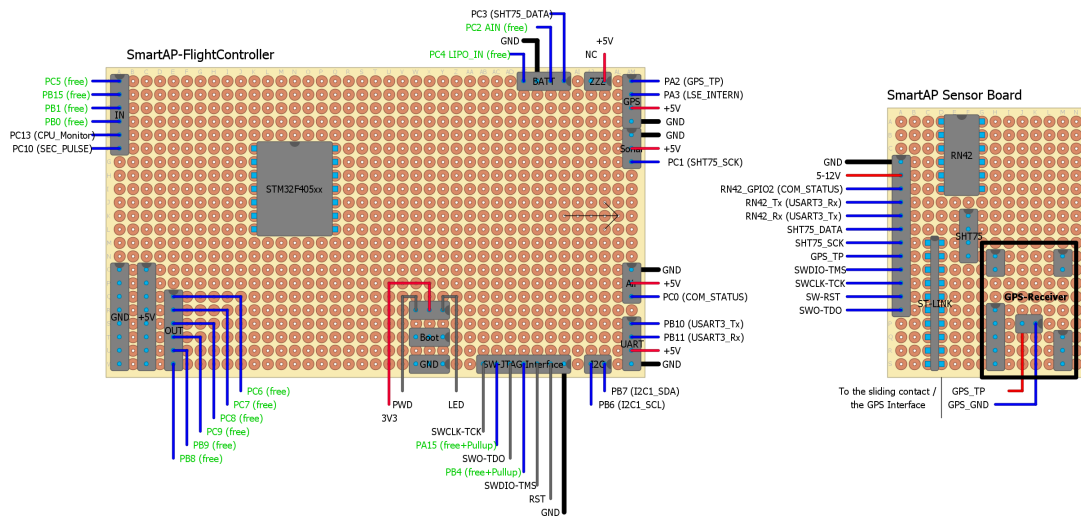 PC3 (SHT75_DATA)
PC2 AIN (free)
GND
+5V
PC4 LIPO_IN (free)
NC
SmartAP-FlightController
PC5 (free)
PB15 (free)
PB1 (free)
PB0 (free)
PC13 (CPU_Monitor)
PC10 (SEC_PULSE)
IN
BATT
ZZZ
GPS
PA2 (GPS_TP)
PA3 (LSE_INTERN)
+5V
GND
GND
+5V
PC1 (SHT75_SCK)
Sonar
STM32F405xx
GND
+5V
PC0 (COM_STATUS)
GND
+5V
OUT
Boot
GND
SW-JTAG Interface
I2C
UART
PB10 (USART3_Tx)
PB11 (USART3_Rx)
+5V
GND
PC6 (free)
PC7 (free)
PC8 (free)
PC9 (free)
PB9 (free)
PB8 (free)
PWD
LED
3V3
PB7 (I2C1_SDA)
PB6 (I2C1_SCL)
SWCLK-TCK
PA15 (free+Pullup)
SWO-TDO
PB4 (free+Pullup)
SWDIO-TMS
RST
GND
SmartAP Sensor Board
RN42
GND
5-12V
RN42_GPIO2 (COM_STATUS)
RN42_Tx (USART3_Rx)
RN42_Rx (USART3_Tx)
SHT75_DATA
SHT75_SCK
GPS_TP
SWDIO-TMS
SWCLK-TCK
SW-RST
SWO-TDO
SHT75
ST-LINK
GPS-Receiver
To the sliding contact /
the GPS Interface
GPS_TP
GPS_GND